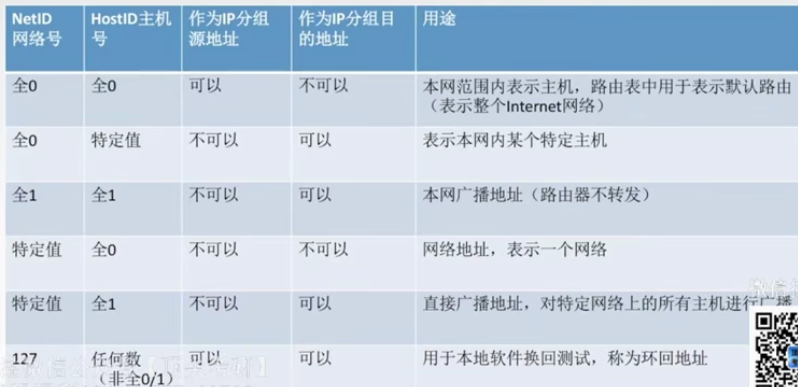 NetID 网络号 HostID主机号 作为IP分组源地址 作为IP分组目的地址 用途
全0 全0 可以 不可以 本网范围内表示主机，路由表中用于表示默认路由
（表示整个Internet网络）
全0 特定值 不可以 可以 表示本网内某个特定主机
全1 全1 不可以 可以 本网广播地址（路由器不转发）
特定值 全0 不可以 不可以 网络地址，表示一个网络
特定值 全1 不可以 可以 直接广播地址，对特定网络上的所有主机进行广播
127 任何数（非全0/1） 可以 可以 用于本地软件换回测试，称为环回地址